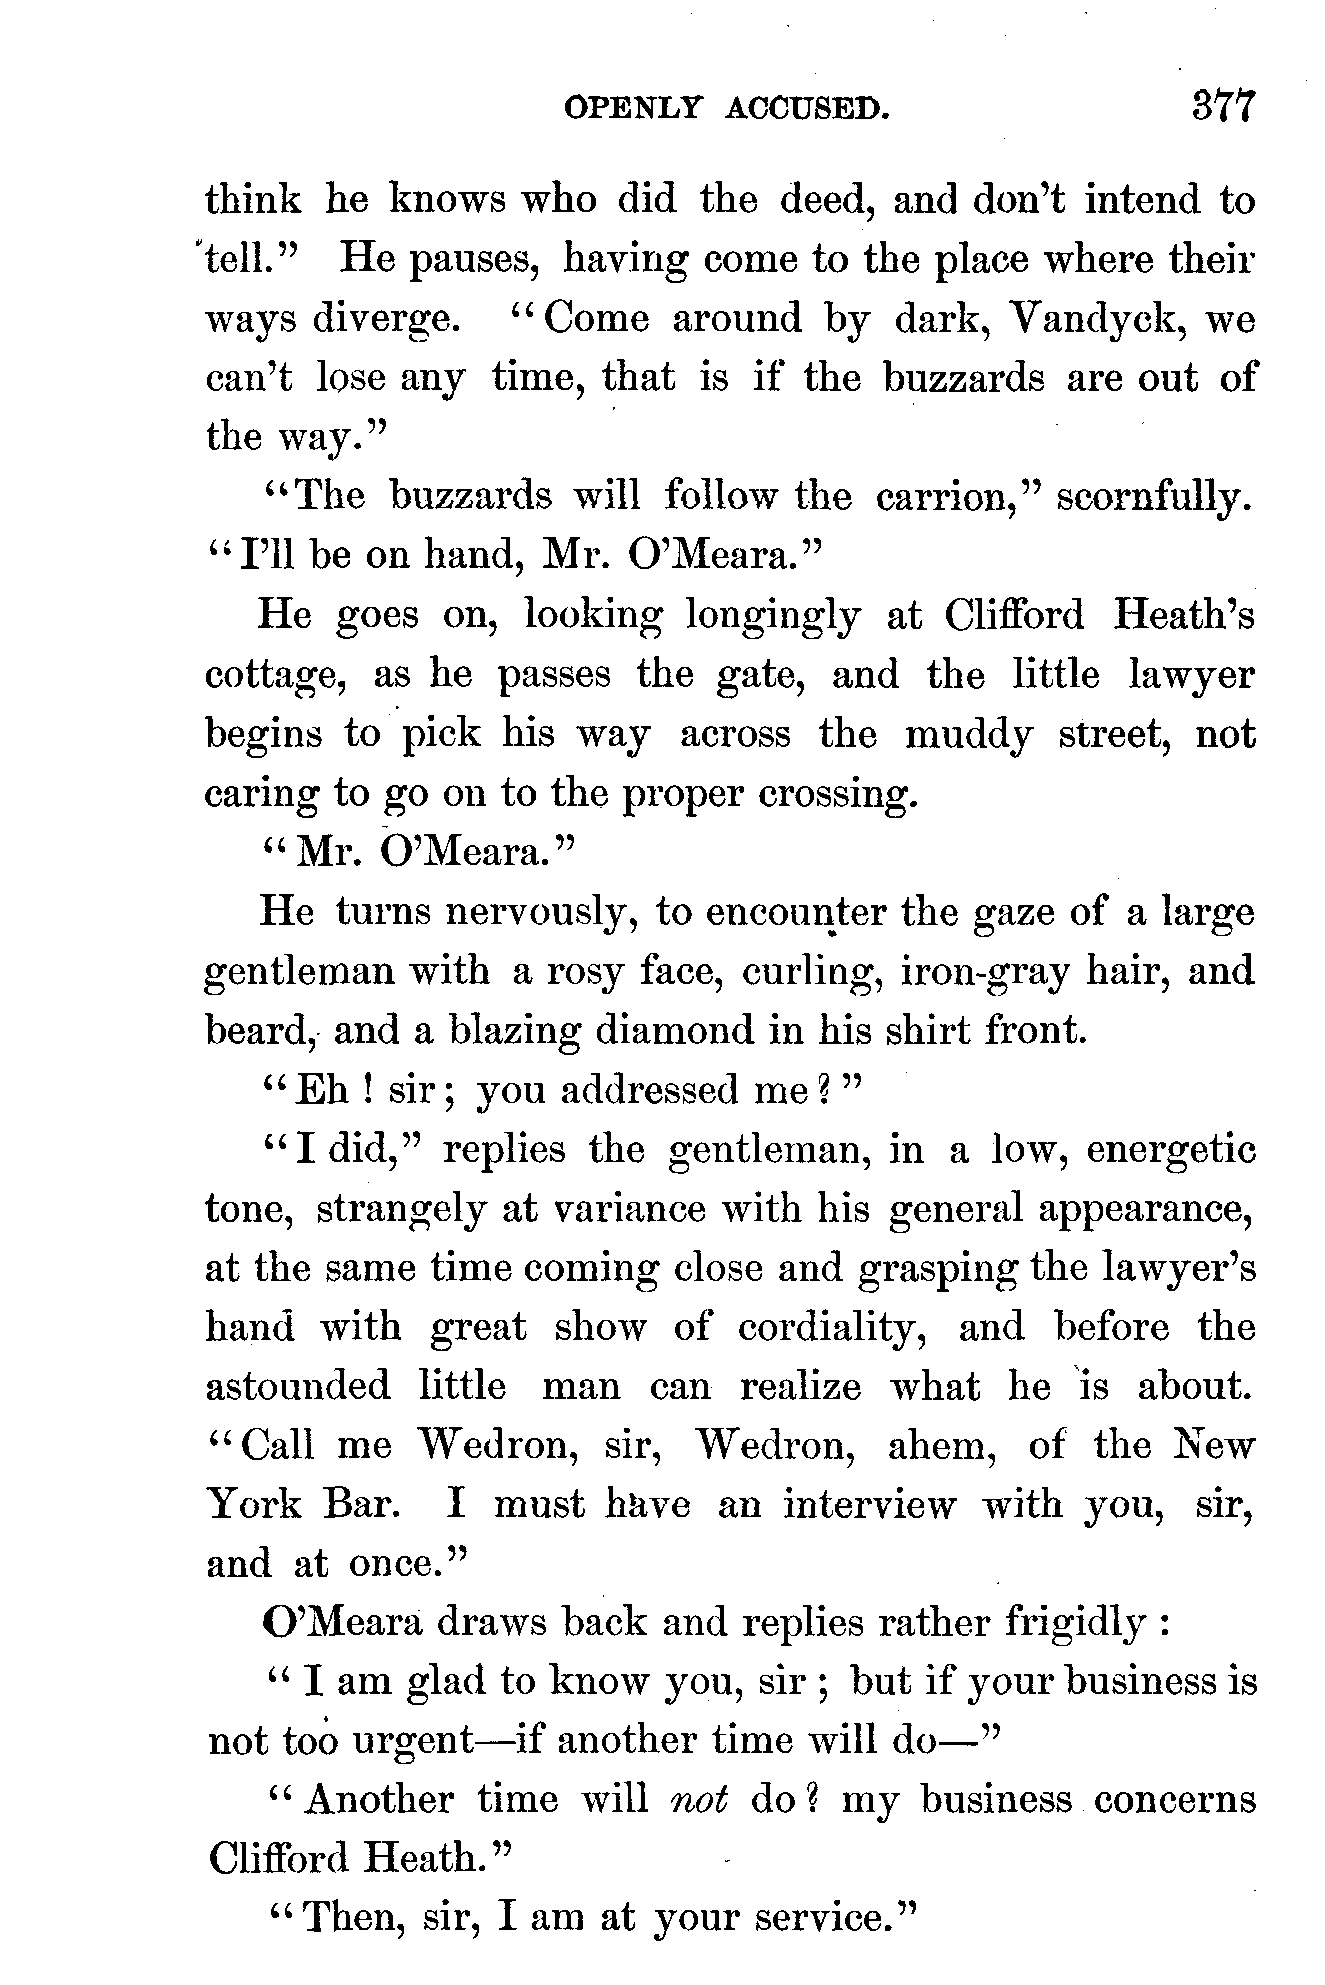 OPENLY ACCUSED. 377
think he knows who did the deed, and don't intend to
tell." He pauses, having come to the place where their
ways diverge. "Come around by dark, Vandyck, we
can't lose any time, that is if the buzzards are out of
the way."
"The buzzards will follow the carrion," scornfully.
"I'll be on hand, Mr. O'Meara."
He goes on, looking longingly at Clifford Heath's
cottage, as he passes the gate, and the little lawyer
begins to pick his way across the muddy street, not
caring to go on to the proper crossing.
"Mr. O'Meara."
He turns nervously, to encounter the gaze of a large
gentleman with a rosy face, curling, iron-gray hair, and
beard, and a blazing diamond in his shirt front.
"Eh ! sir ; you addressed me ? "
"I did," replies the gentleman, in a low, energetic
tone, strangely at variance with his general appearance,
at the same time coming close and grasping the lawyer's
hand with great show of cordiality, and before the
astounded little man can realize what he is about.
"Call me Wedron, sir, Wedron, ahem, of the New
York Bar. I must have an interview with you, sir,
and at once."
O'Meara draws back and replies rather frigidly :
" I am glad to know you, sir ; but if your business is
not too urgent—if another time will do—"
" Another time will not do ? my business concerns
Clifford Heath."
"Then, sir, I am at your service."